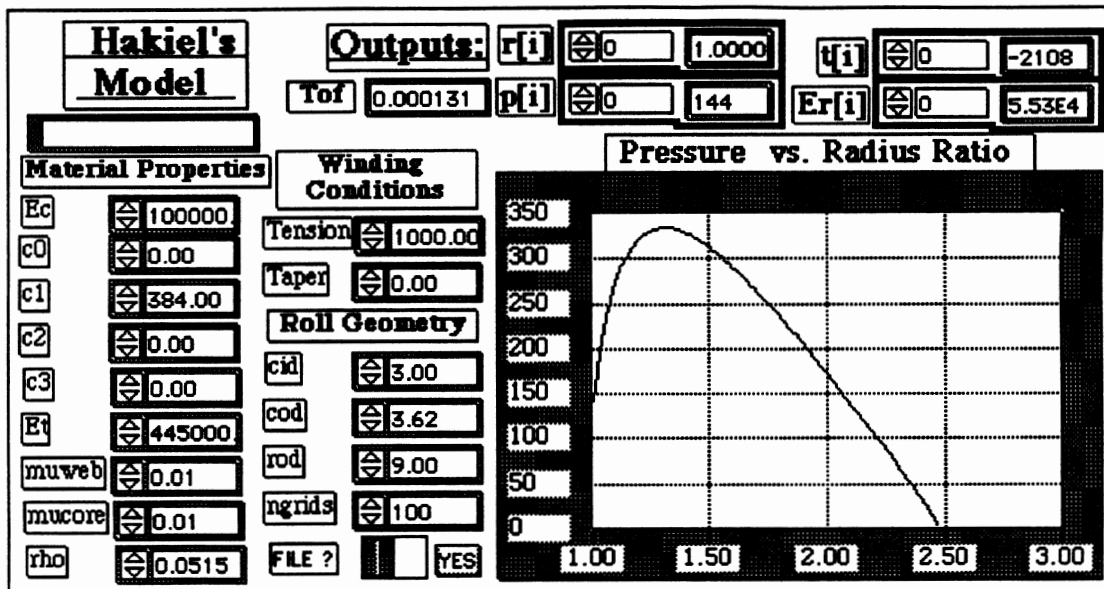 Hakiel's
Model
Outputs:
r[i] 0 1.0000
t[i] 0 -2108
Tof 0.000131
p[i] 0 144
Er[i] 0 5.53E4
Material Properties
Ec 100000.
c0 0.00
c1 384.00
c2 0.00
c3 0.00
Et 445000.
muweb 0.01
mucore 0.01
rho 0.0515
Winding
Conditions
Tension 1000.00
Taper 0.00
Roll Geometry
cid 3.00
cod 3.62
rod 9.00
ngrids 100
FILE ? YES
Pressure vs. Radius Ratio
350
300
250
200
150
100
50
0
1.00 1.50 2.00 2.50 3.00